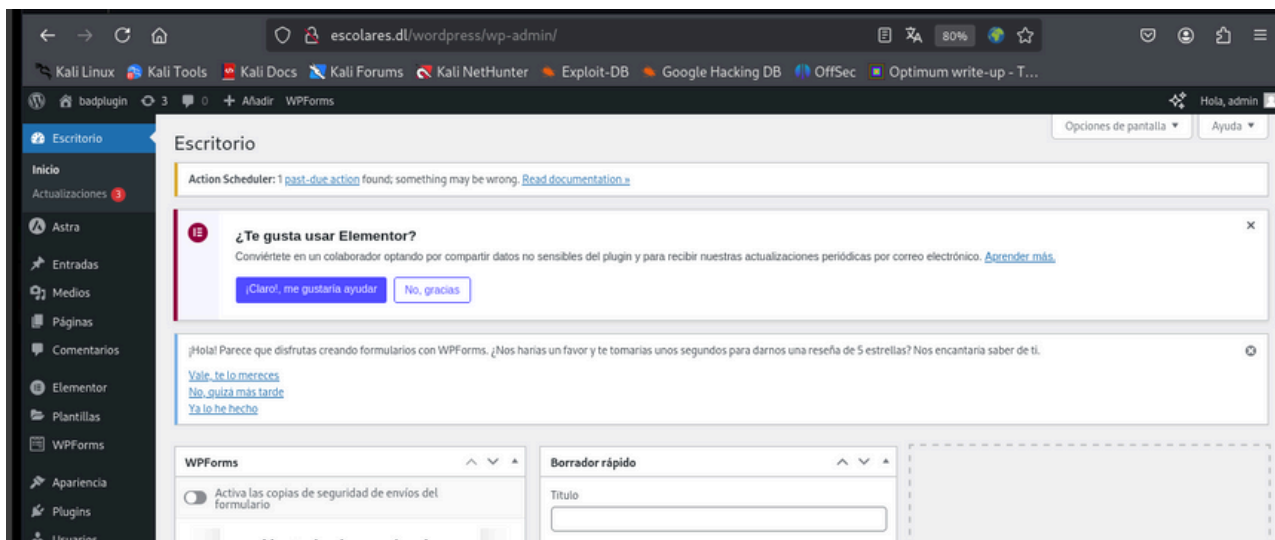 escolares.dl/wordpress/wp-admin/ 80%
Kali Linux Kali Tools Kali Docs Kali Forums Kali NetHunter Exploit-DB Google Hacking DB OffSec Optimum write-up - T…
badplugin 3 0 + Añadir WPForms Hola, admin
Opciones de pantalla Ayuda
Escritorio
Escritorio
Inicio
Actualizaciones 3
Astra
Entradas
Medios
Páginas
Comentarios
Elementor
Plantillas
WPForms
Apariencia
Plugins
Usuarios
Action Scheduler: 1 past-due action found; something may be wrong. Read documentation »
¿Te gusta usar Elementor?
Conviértete en un colaborador optando por compartir datos no sensibles del plugin y para recibir nuestras actualizaciones periódicas por correo electrónico. Aprender más.
¡Claro!, me gustaría ayudar No, gracias
¡Hola! Parece que disfrutas creando formularios con WPForms. ¿Nos harías un favor y te tomarías unos segundos para darnos una reseña de 5 estrellas? Nos encantaría saber de ti.
Vale, te lo mereces
No, quizá más tarde
Ya lo he hecho
WPForms
Activa las copias de seguridad de envíos del
formulario
Borrador rápido
Título